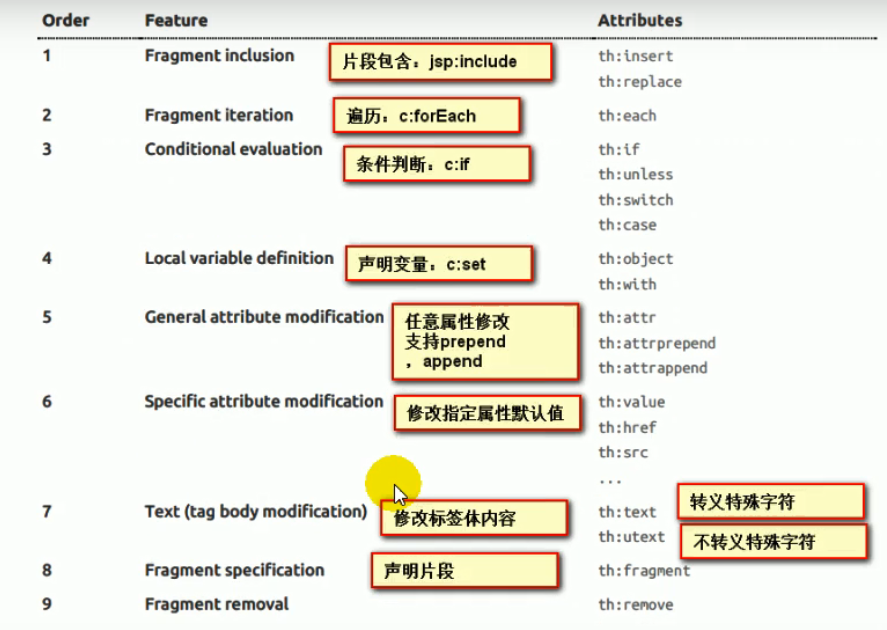 Order Feature Attributes
1 Fragment inclusion 片段包含：jsp:include th:insert
th:replace
2 Fragment iteration 遍历：c:forEach th:each
3 Conditional evaluation 条件判断：c:if th:if
th:unless
th:switch
th:case
4 Local variable definition 声明变量：c:set th:object
th:with
5 General attribute modification 任意属性修改 th:attr
支持prepend th:attrprepend
，append th:attrappend
6 Specific attribute modification 修改指定属性默认值 th:value
th:href
th:src
...
7 Text (tag body modification) 修改标签体内容 th:text 转义特殊字符
th:utext 不转义特殊字符
8 Fragment specification 声明片段 th:fragment
9 Fragment removal th:remove